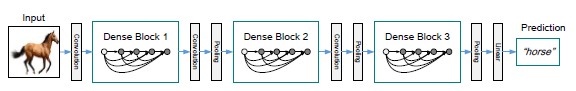 Input
Prediction
Convolution
Dense Block 1
Convolution
Pooling
Dense Block 2
Convolution
Pooling
Dense Block 3
Pooling
Linear
"horse"